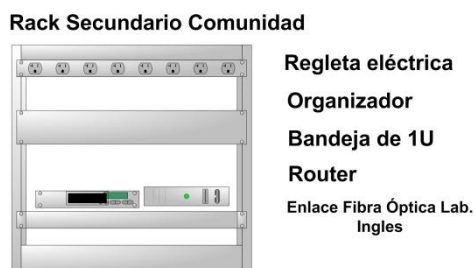 Rack Secundario Comunidad
Regleta eléctrica
Organizador
Bandeja de 1U
Router
Enlace Fibra Óptica Lab.
Ingles